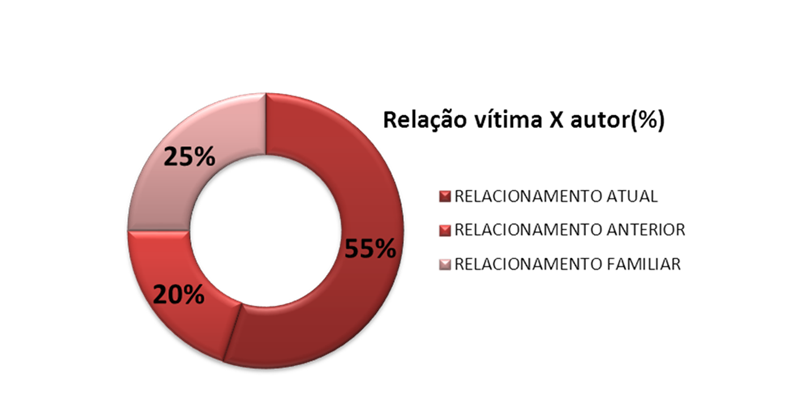 Relação vítima X autor(%)
25%
55%
20%
RELACIONAMENTO ATUAL
RELACIONAMENTO ANTERIOR
RELACIONAMENTO FAMILIAR